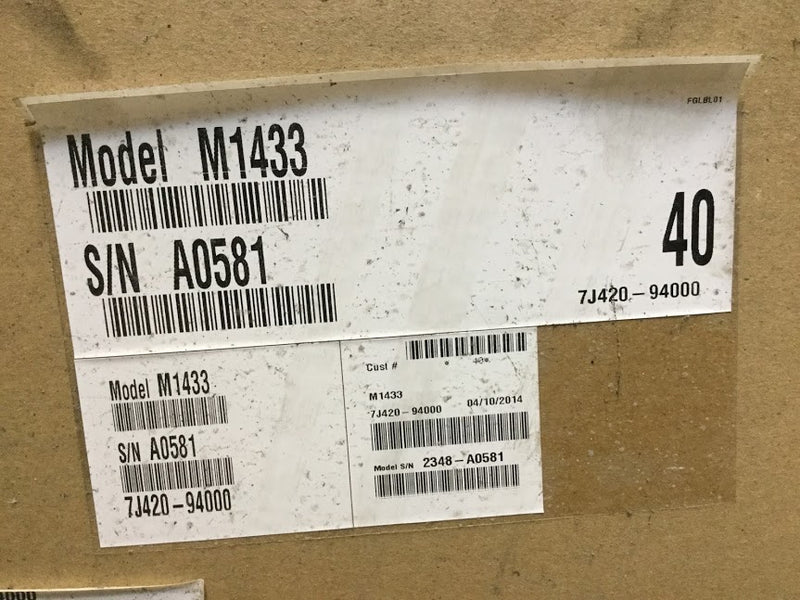 FGLBL01
Model M1433
S/N A0581
40
7J420-94000
Model M1433
S/N A0581
7J420-94000
Cust #
*40*
M1433
7J420-94000 04/10/2014
Model S/N 2348-A0581